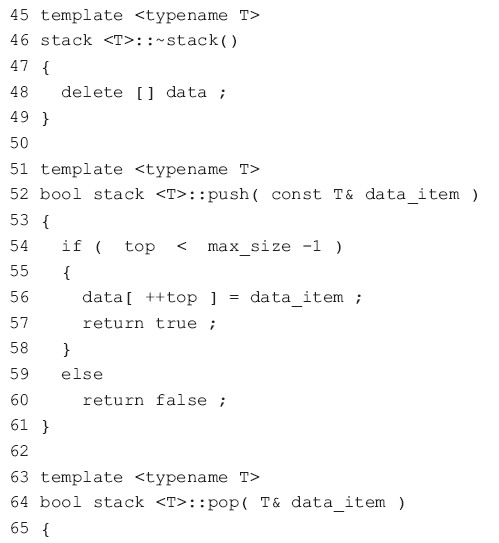 45 template <typename T>
46 stack <T>::~stack()
47 {
48   delete [] data ;
49 }
50
51 template <typename T>
52 bool stack <T>::push( const T& data_item )
53 {
54   if (  top  <  max_size -1 )
55   {
56     data[ ++top ] = data_item ;
57     return true ;
58   }
59   else
60     return false ;
61 }
62
63 template <typename T>
64 bool stack <T>::pop( T& data_item )
65 {